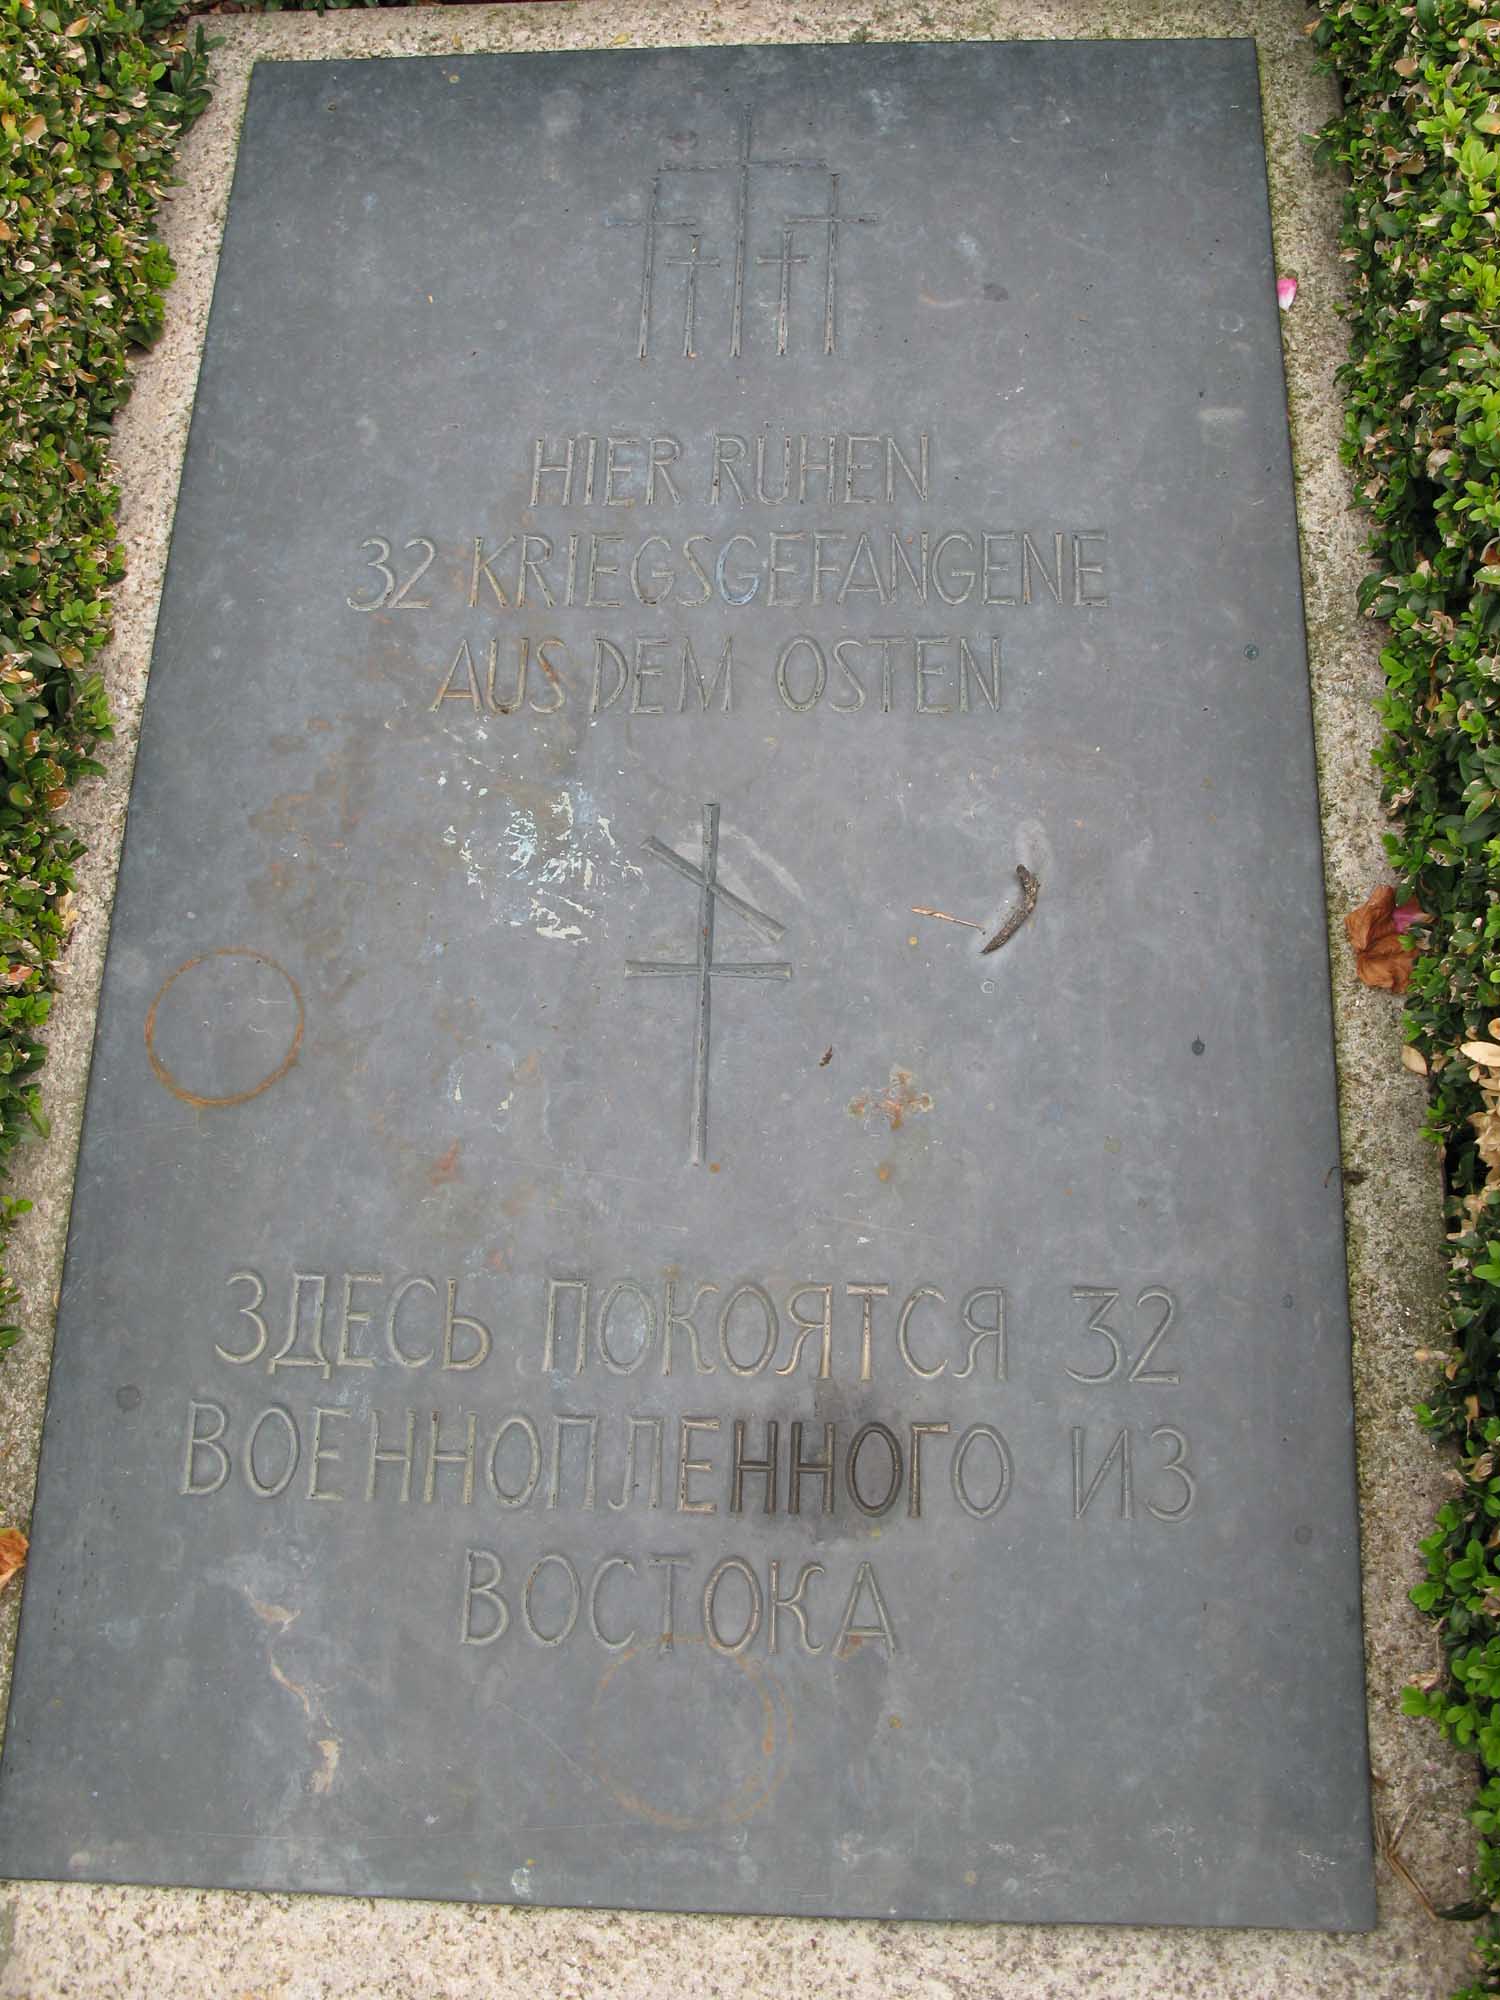 HIER RUHEN
32 KRIEGSGEFANGENE
AUS DEM OSTEN
ЗДЕСЬ ПОКОЯТСЯ 32
ВОЕННОПЛЕННОГО ИЗ
ВОСТОКА